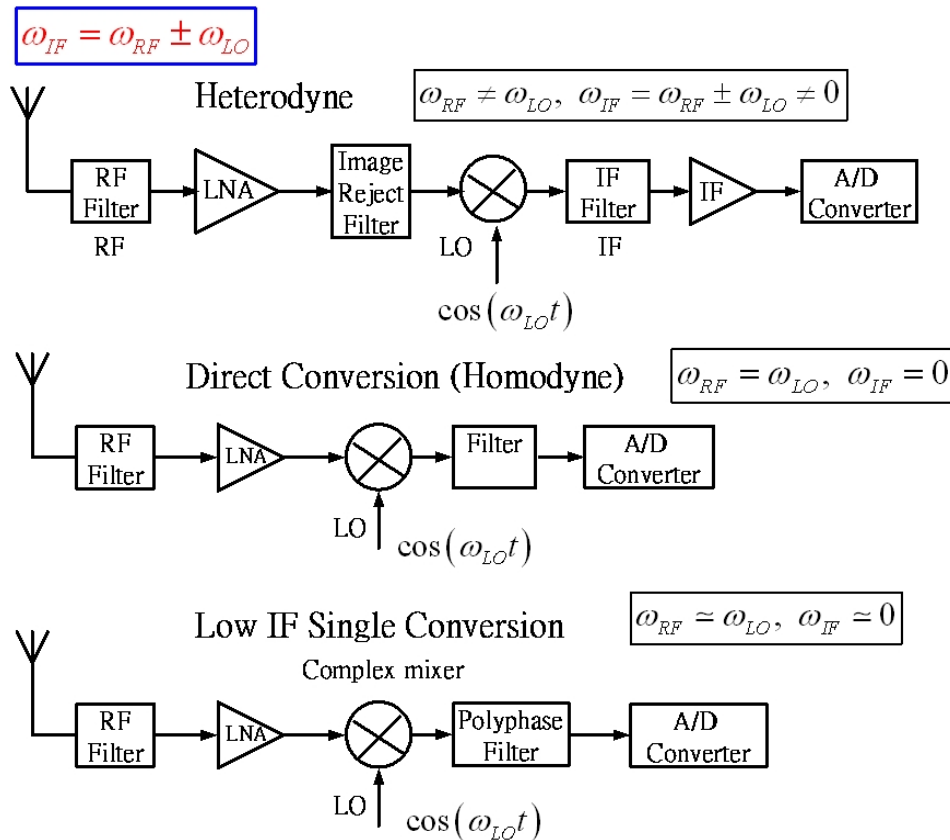 ω_IF = ω_RF ± ω_LO
Heterodyne
ω_RF ≠ ω_LO, ω_IF = ω_RF ± ω_LO ≠ 0
RF
Filter
RF
LNA
Image
Reject
Filter
LO
cos(ω_LO t)
IF
Filter
IF
IF
A/D
Converter
Direct Conversion (Homodyne)
ω_RF = ω_LO, ω_IF = 0
RF
Filter
LNA
LO
cos(ω_LO t)
Filter
A/D
Converter
Low IF Single Conversion
ω_RF ≃ ω_LO, ω_IF ≃ 0
Complex mixer
RF
Filter
LNA
LO
cos(ω_LO t)
Polyphase
Filter
A/D
Converter